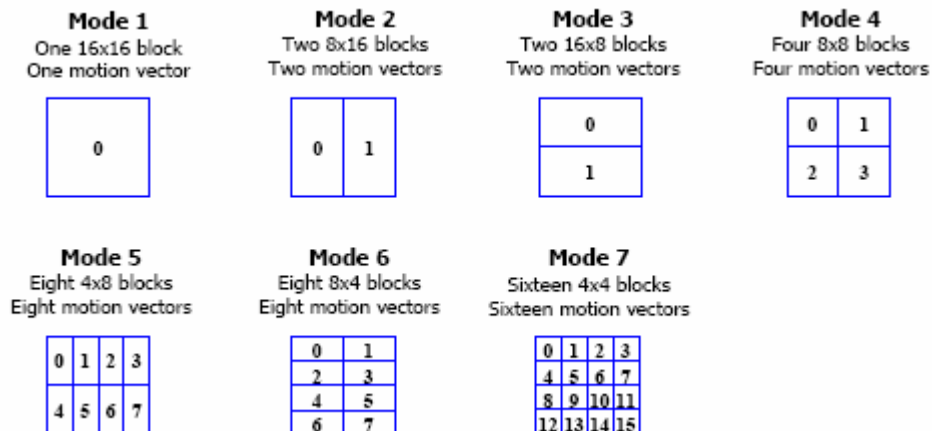 Mode 1
One 16x16 block
One motion vector
0
Mode 2
Two 8x16 blocks
Two motion vectors
0 1
Mode 3
Two 16x8 blocks
Two motion vectors
0
1
Mode 4
Four 8x8 blocks
Four motion vectors
0 1
2 3
Mode 5
Eight 4x8 blocks
Eight motion vectors
0 1 2 3
4 5 6 7
Mode 6
Eight 8x4 blocks
Eight motion vectors
0 1
2 3
4 5
6 7
Mode 7
Sixteen 4x4 blocks
Sixteen motion vectors
0 1 2 3
4 5 6 7
8 9 10 11
12 13 14 15